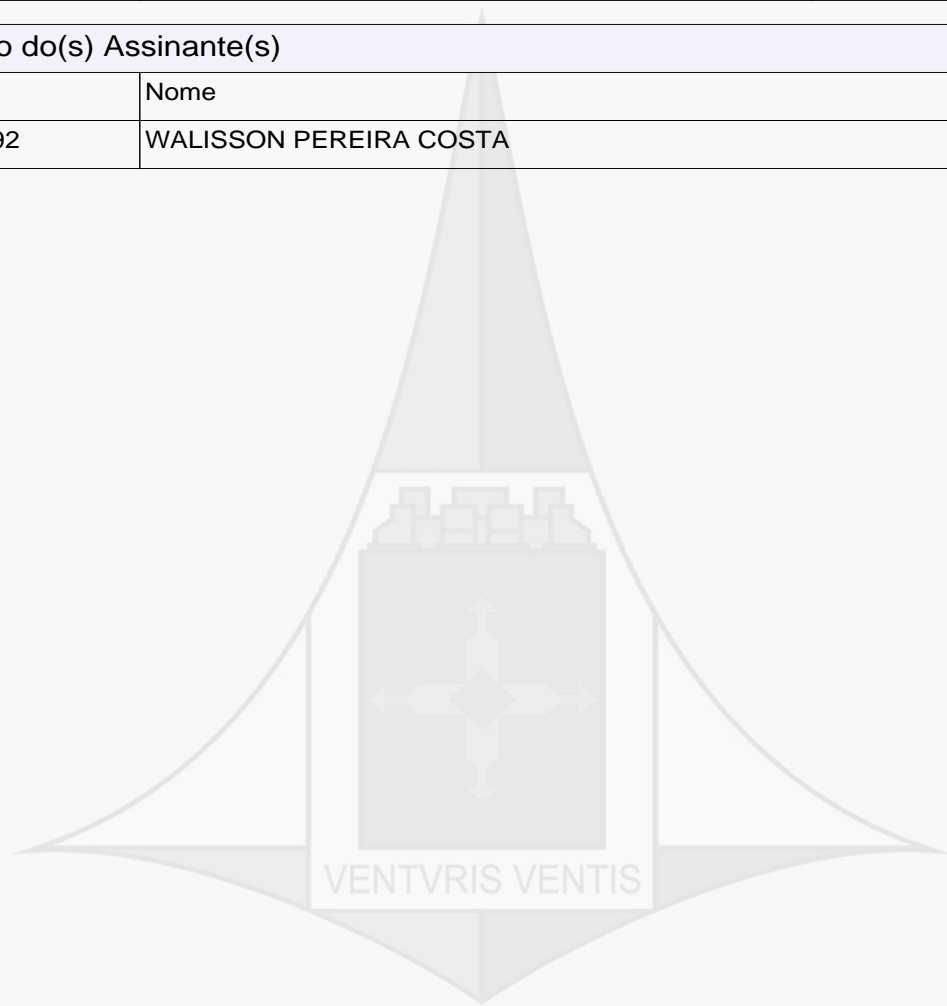 o do(s) Assinante(s)
Nome
92 WALISSON PEREIRA COSTA
VENTVRIS VENTIS